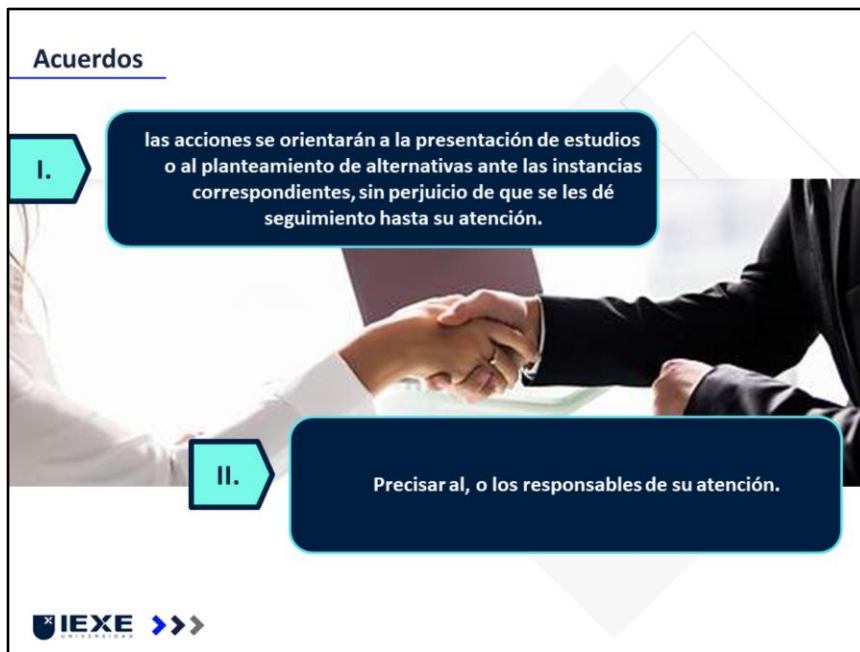 Acuerdos
I.
las acciones se orientarán a la presentación de estudios
o al planteamiento de alternativas ante las instancias
correspondientes, sin perjuicio de que se les dé
seguimiento hasta su atención.
II.
Precisar al, o los responsables de su atención.
IEXE
UNIVERSIDAD